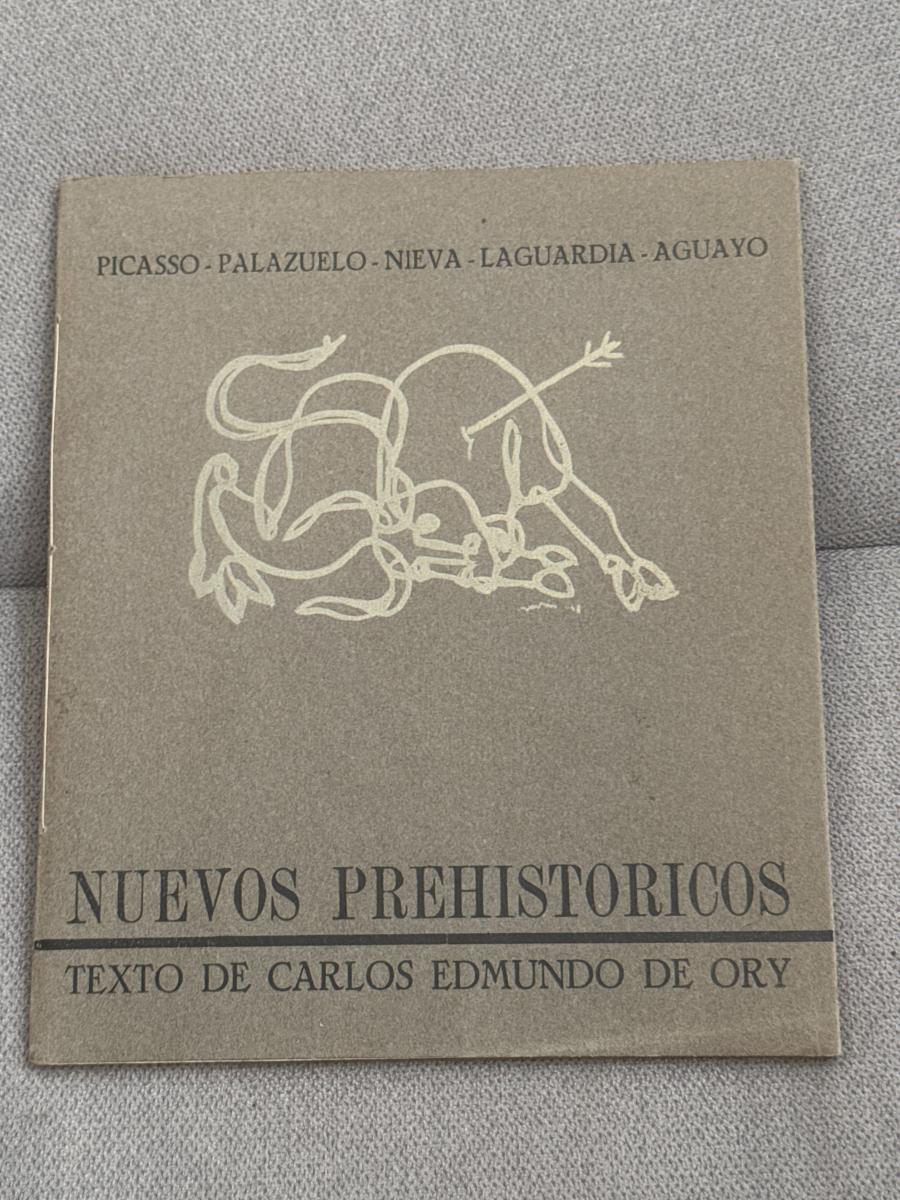 PICASSO - PALAZUELO - NIEVA - LAGUARDIA - AGUAYO
NUEVOS PREHISTORICOS
TEXTO DE CARLOS EDMUNDO DE ORY